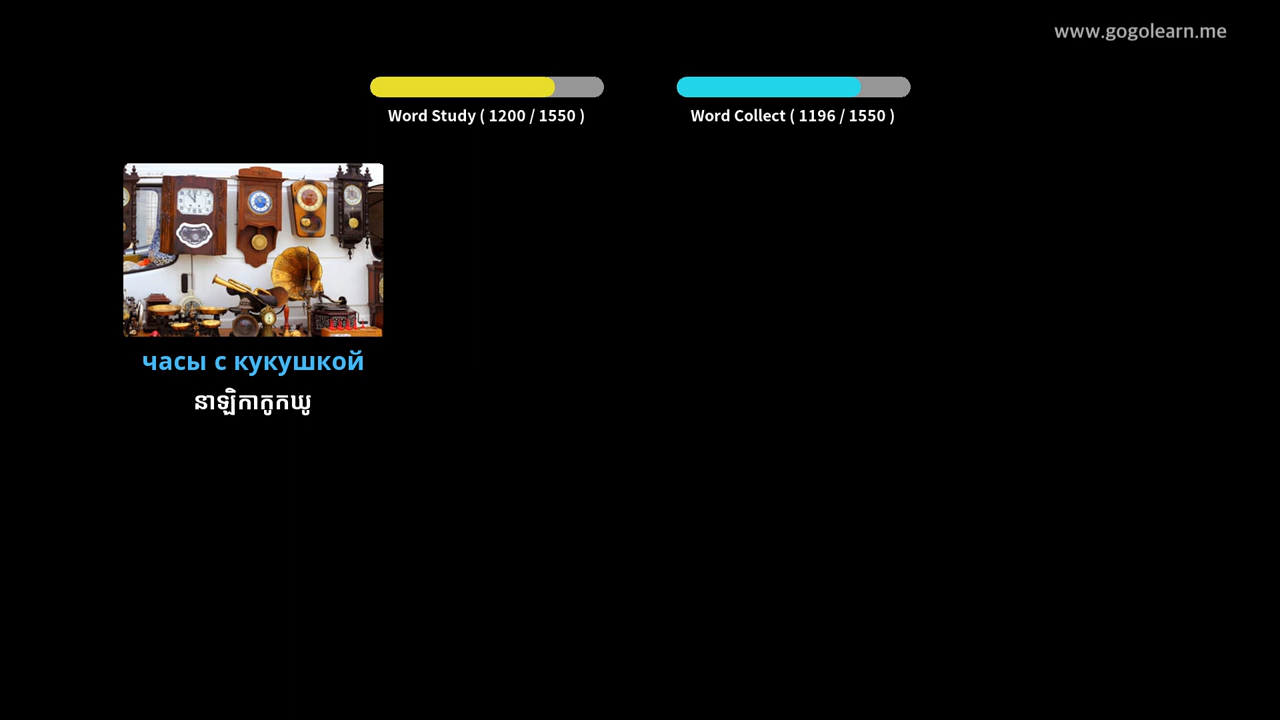 www.gogolearn.me
Word Study ( 1200 / 1550 )
Word Collect ( 1196 / 1550 )
часы с кукушкой
នាឡិកាកូកឃូ